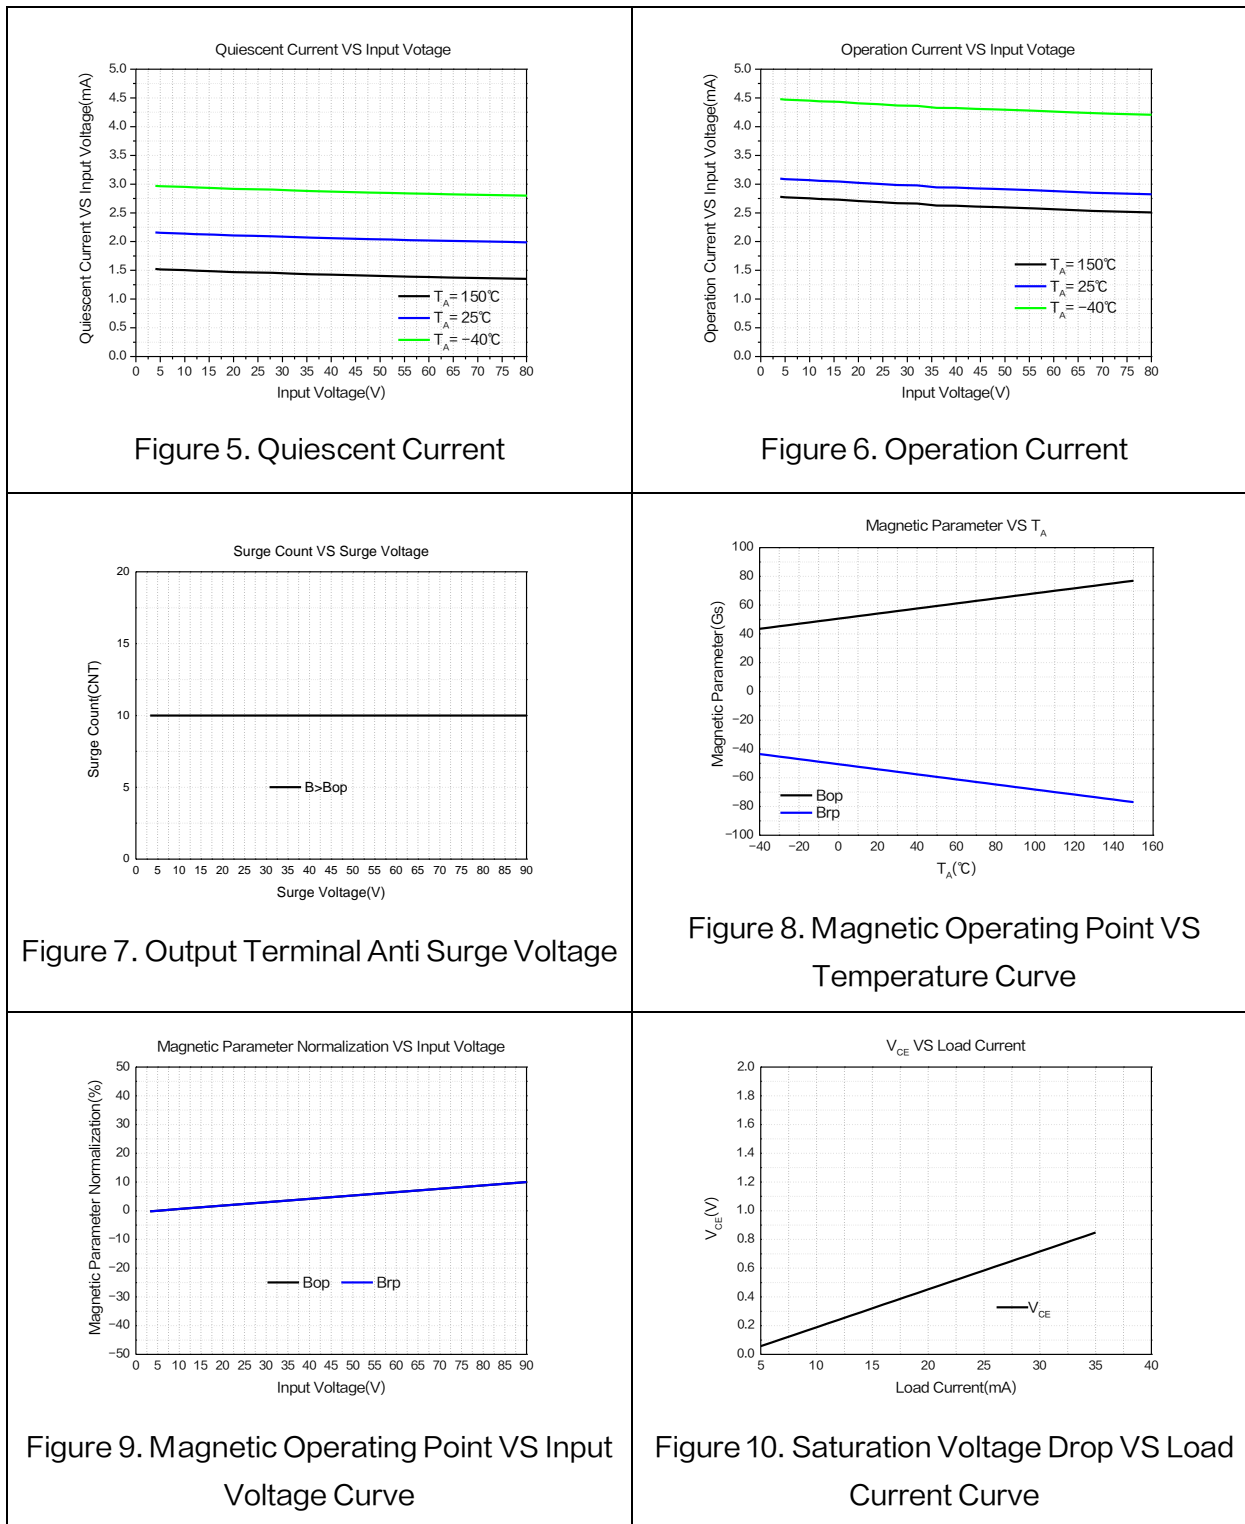 Quiescent Current VS Input Votage
Quiescent Current VS Input Voltage(mA)
5.0
4.5
4.0
3.5
3.0
2.5
2.0
1.5
1.0
0.5
0.0
T_A= 150℃
T_A= 25℃
T_A= −40℃
0 5 10 15 20 25 30 35 40 45 50 55 60 65 70 75 80
Input Voltage(V)
Figure 5. Quiescent Current
Operation Current VS Input Votage
Operation Current VS Input Voltage(mA)
5.0
4.5
4.0
3.5
3.0
2.5
2.0
1.5
1.0
0.5
0.0
T_A= 150℃
T_A= 25℃
T_A= −40℃
0 5 10 15 20 25 30 35 40 45 50 55 60 65 70 75 80
Input Voltage(V)
Figure 6. Operation Current
Surge Count VS Surge Voltage
Surge Count(CNT)
20
15
10
5
0
B>Bop
0 5 10 15 20 25 30 35 40 45 50 55 60 65 70 75 80 85 90
Surge Voltage(V)
Figure 7. Output Terminal Anti Surge Voltage
Magnetic Parameter VS T_A
Magnetic Parameter(Gs)
100
80
60
40
20
0
−20
−40
−60
−80
−100
Bop
Brp
−40 −20 0 20 40 60 80 100 120 140 160
T_A(℃)
Figure 8. Magnetic Operating Point VS
Temperature Curve
Magnetic Parameter Normalization VS Input Voltage
Magnetic Parameter Normalization(%)
50
40
30
20
10
0
−10
−20
−30
−40
−50
Bop Brp
0 5 10 15 20 25 30 35 40 45 50 55 60 65 70 75 80 85 90
Input Voltage(V)
Figure 9. Magnetic Operating Point VS Input
Voltage Curve
V_CE VS Load Current
V_CE(V)
2.0
1.8
1.6
1.4
1.2
1.0
0.8
0.6
0.4
0.2
0.0
V_CE
5 10 15 20 25 30 35 40
Load Current(mA)
Figure 10. Saturation Voltage Drop VS Load
Current Curve